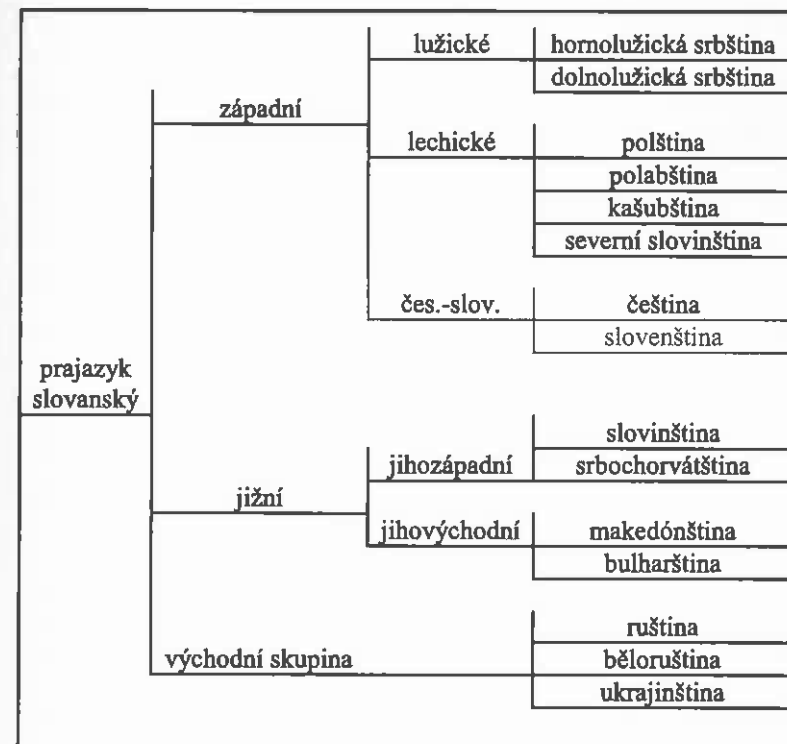 lužické hornolužická srbština
dolnolužická srbština
západní
lechické polština
polabština
kašubština
severní slovinština
čes.-slov. čeština
slovenština
prajazyk
slovanský
slovinština
jihozápadní srbochorvátština
jižní
jihovýchodní makedónština
bulharština
ruština
východní skupina běloruština
ukrajinština